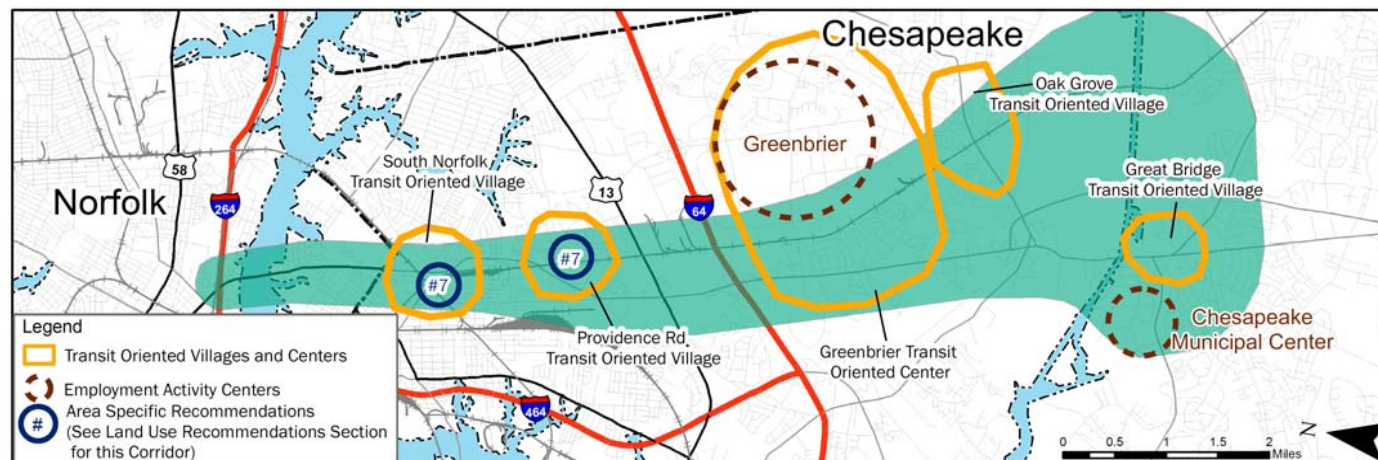 Chesapeake
Oak Grove
Transit Oriented Village
Greenbrier
58
South Norfolk
Transit Oriented Village
13
Great Bridge
Transit Oriented Village
Norfolk
264
64
#7
#7
Legend
Transit Oriented Villages and Centers
Employment Activity Centers
# Area Specific Recommendations
(See Land Use Recommendations Section
for this Corridor)
Providence Rd
Transit Oriented Village
Greenbrier Transit
Oriented Center
Chesapeake
Municipal Center
464
0 0.5 1 1.5 2
Miles
N